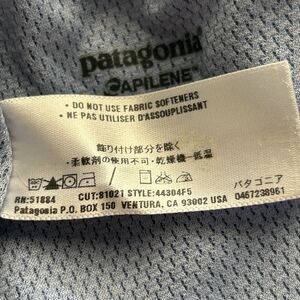 patagonia
CAPILENE®
• DO NOT USE FABRIC SOFTENERS
• NE PAS UTILISER D'ASSOUPLISSANT
飾り付け部分を除く
・柔軟剤の使用不可・乾燥機一低温
RN:51884 CUT:81021 STYLE:44304F5 パタゴニア
Patagonia P.O. BOX 150 VENTURA, CA 93002 USA 0467238961